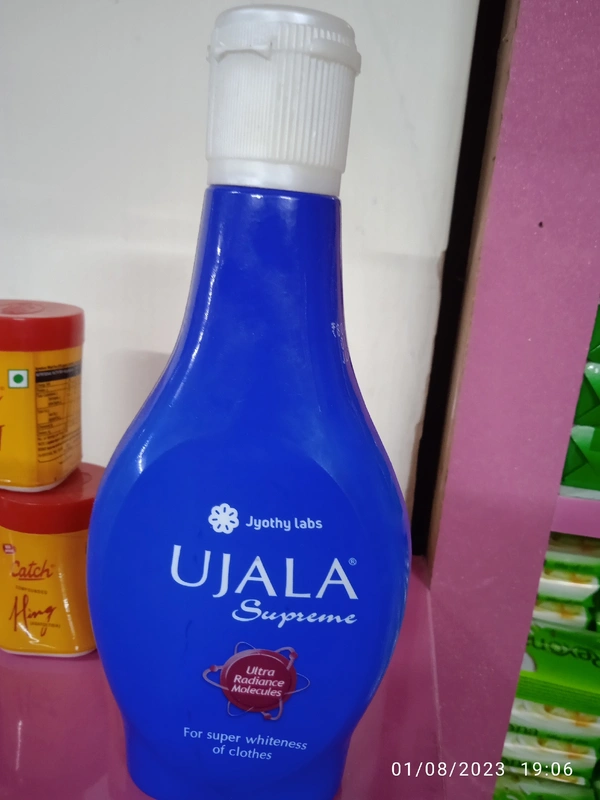 Jyothy labs
UJALA®
Supreme
Ultra
Radiance
Molecules
For super whiteness
of clothes
Catch
Hing
01/08/2023 19:06